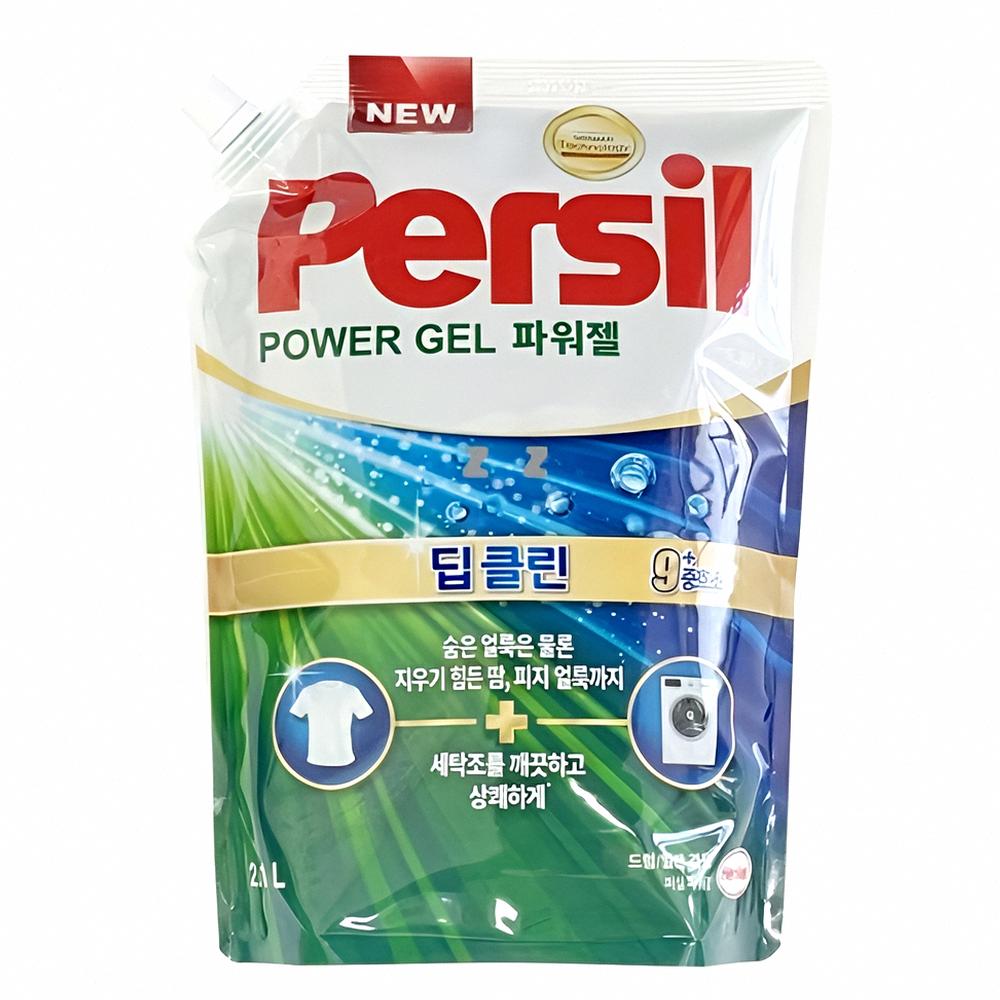 NEW
Persil
POWER GEL 파워젤
z z
딥 클린
9+
숨은 얼룩은 물론
지우기 힘든 땀, 피지 얼룩까지
세탁조를 깨끗하고
상쾌하게*
2.1 L